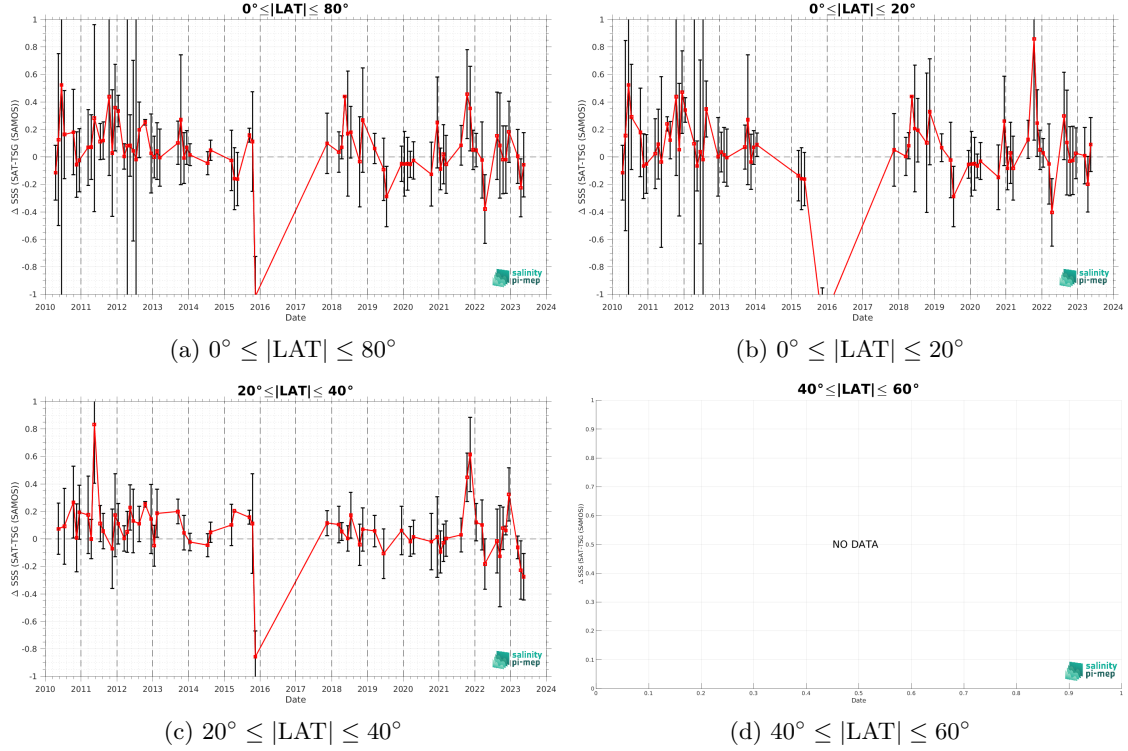 0°≤|LAT|≤ 80°
Δ SSS (SAT-TSG (SAMOS))
1
0.8
0.6
0.4
0.2
0
-0.2
-0.4
-0.6
-0.8
-1
2010 2011 2012 2013 2014 2015 2016 2017 2018 2019 2020 2021 2022 2023 2024
Date
salinity
pi-mep
(a) 0° ≤ |LAT| ≤ 80°
0°≤|LAT|≤ 20°
Δ SSS (SAT-TSG (SAMOS))
1
0.8
0.6
0.4
0.2
0
-0.2
-0.4
-0.6
-0.8
-1
2010 2011 2012 2013 2014 2015 2016 2017 2018 2019 2020 2021 2022 2023 2024
Date
salinity
pi-mep
(b) 0° ≤ |LAT| ≤ 20°
20°≤|LAT|≤ 40°
Δ SSS (SAT-TSG (SAMOS))
1
0.8
0.6
0.4
0.2
0
-0.2
-0.4
-0.6
-0.8
-1
2010 2011 2012 2013 2014 2015 2016 2017 2018 2019 2020 2021 2022 2023 2024
Date
salinity
pi-mep
(c) 20° ≤ |LAT| ≤ 40°
40°≤|LAT|≤ 60°
Δ SSS (SAT-TSG (SAMOS))
1
0.9
0.8
0.7
0.6
0.5
0.4
0.3
0.2
0.1
0
NO DATA
0 0.1 0.2 0.3 0.4 0.5 0.6 0.7 0.8 0.9 1
Date
salinity
pi-mep
(d) 40° ≤ |LAT| ≤ 60°